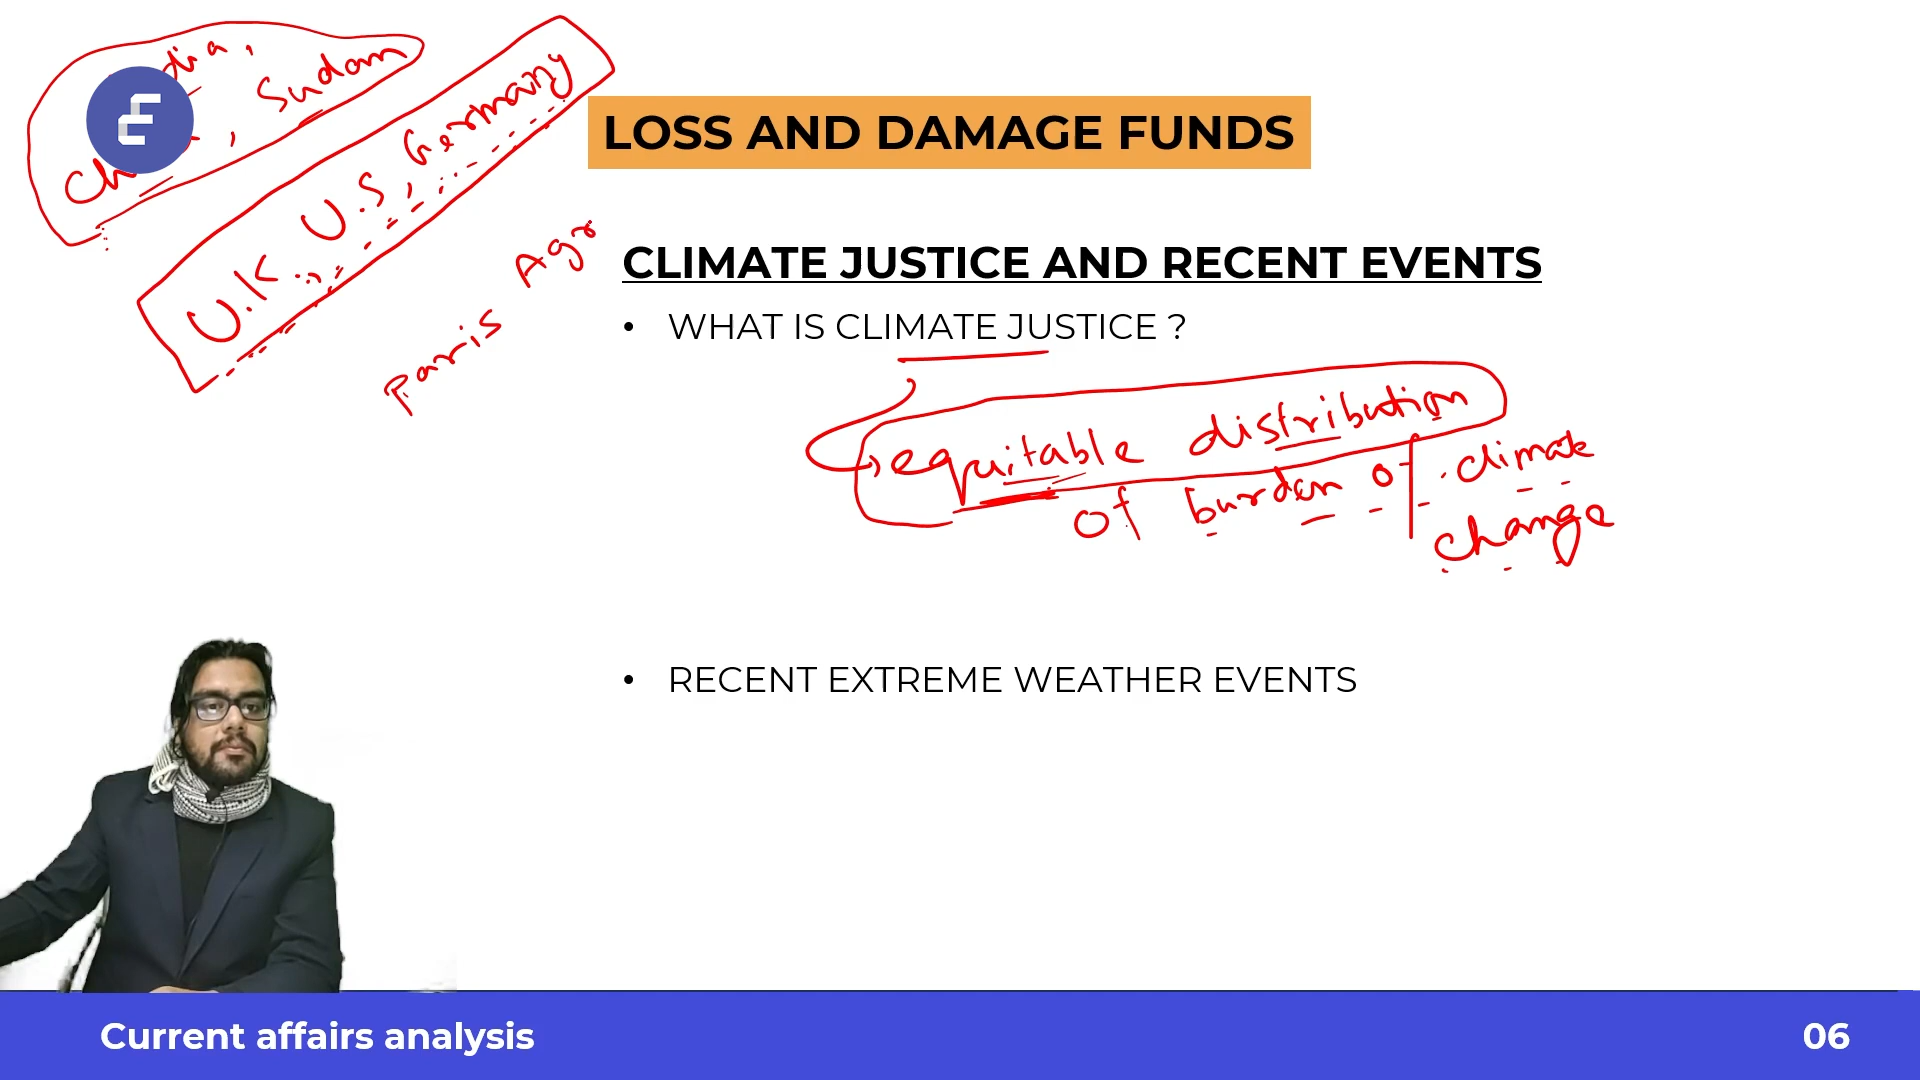 , Sudan
U.K., U.S, Germany
Paris Agr
LOSS AND DAMAGE FUNDS
CLIMATE JUSTICE AND RECENT EVENTS
• WHAT IS CLIMATE JUSTICE ?
equitable distribution
of burden of climate
change
• RECENT EXTREME WEATHER EVENTS
Current affairs analysis
06